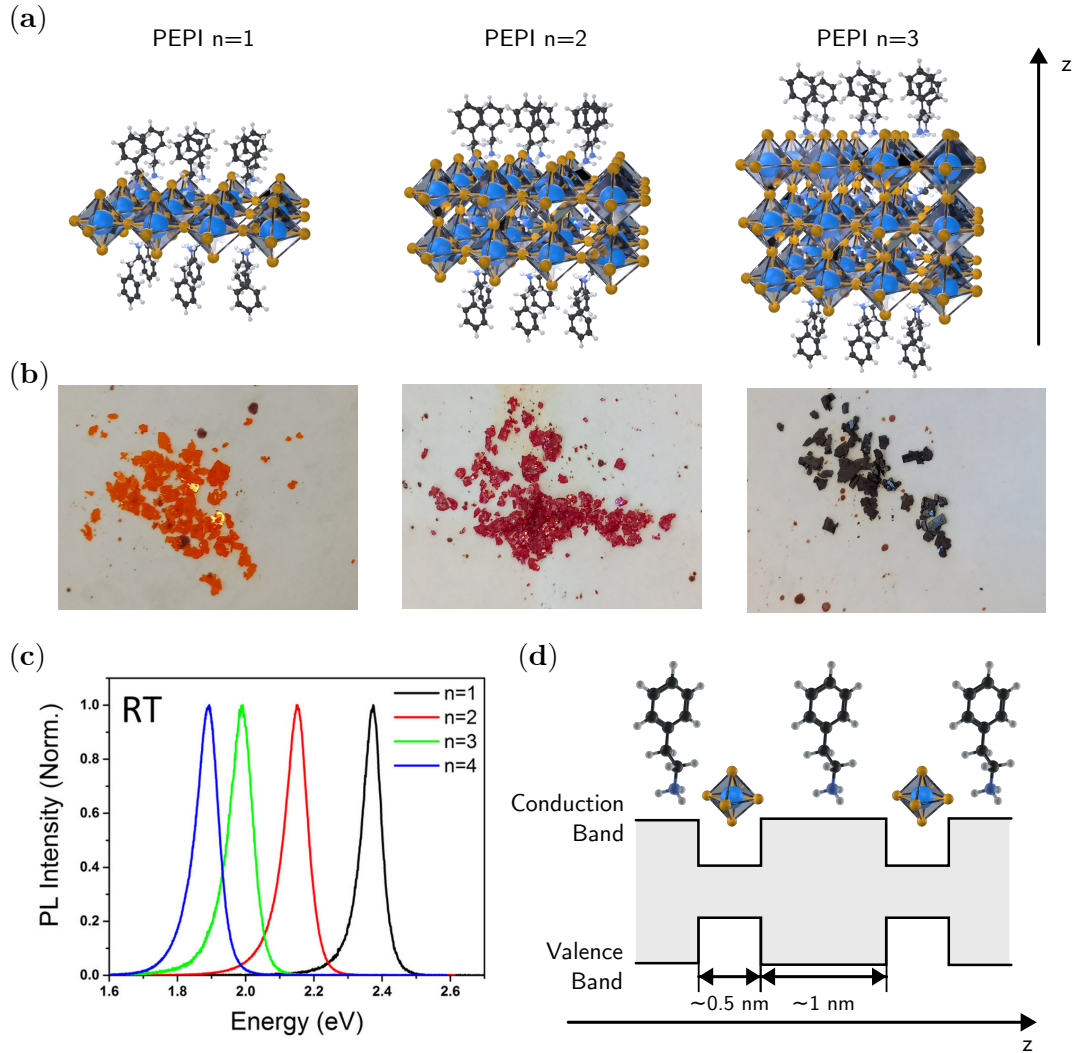 (a)
PEPI n=1
PEPI n=2
PEPI n=3
z
(b)
(c)
RT
n=1
n=2
n=3
n=4
PL Intensity (Norm.)
1.0
0.8
0.6
0.4
0.2
0.0
1.6 1.8 2.0 2.2 2.4 2.6
Energy (eV)
(d)
Conduction
Band
Valence
Band
~0.5 nm
~1 nm
z